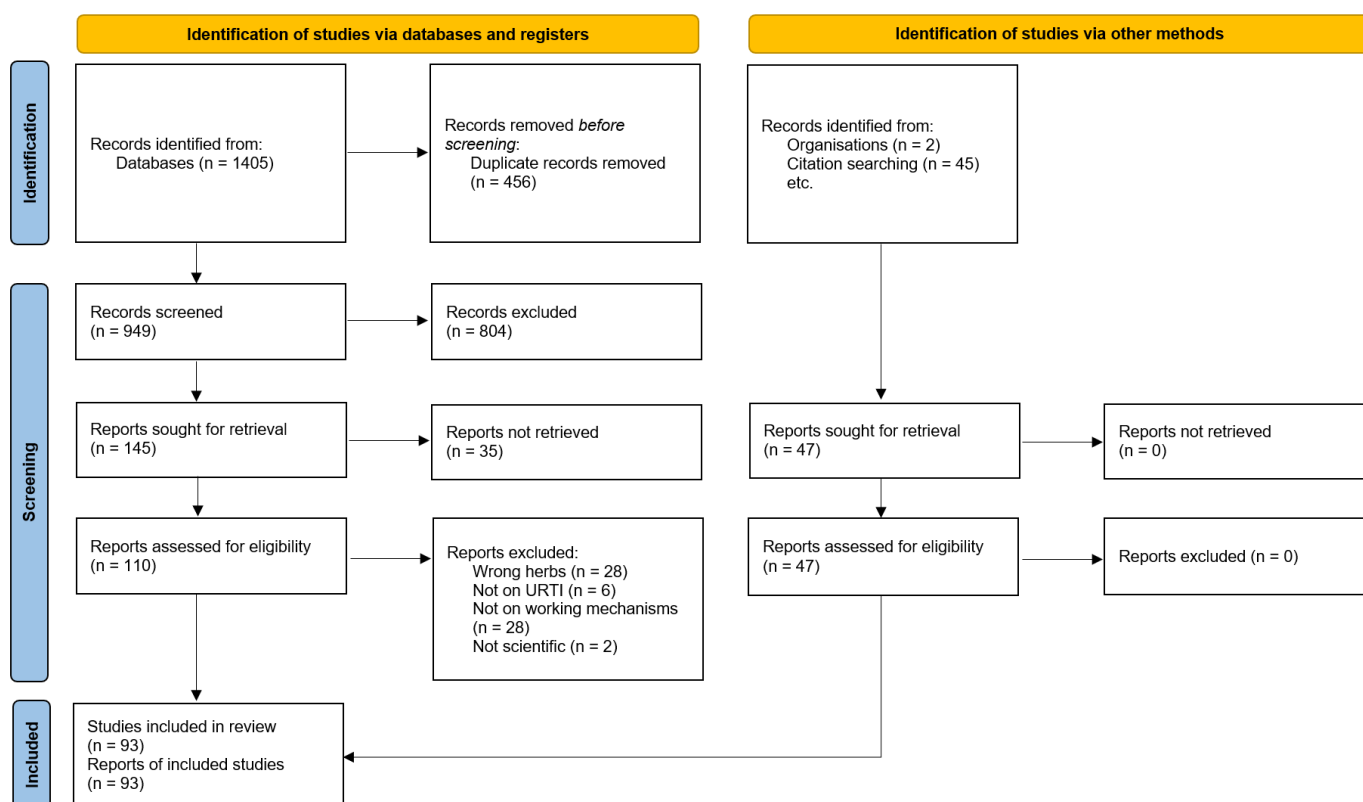 Identification of studies via databases and registers
Identification of studies via other methods
Identification
Records identified from:
Databases (n = 1405)
Records removed before
screening:
Duplicate records removed
(n = 456)
Records identified from:
Organisations (n = 2)
Citation searching (n = 45)
etc.
Screening
Records screened
(n = 949)
Records excluded
(n = 804)
Reports sought for retrieval
(n = 145)
Reports not retrieved
(n = 35)
Reports sought for retrieval
(n = 47)
Reports not retrieved
(n = 0)
Reports assessed for eligibility
(n = 110)
Reports excluded:
Wrong herbs (n = 28)
Not on URTI (n = 6)
Not on working mechanisms
(n = 28)
Not scientific (n = 2)
Reports assessed for eligibility
(n = 47)
Reports excluded (n = 0)
Included
Studies included in review
(n = 93)
Reports of included studies
(n = 93)